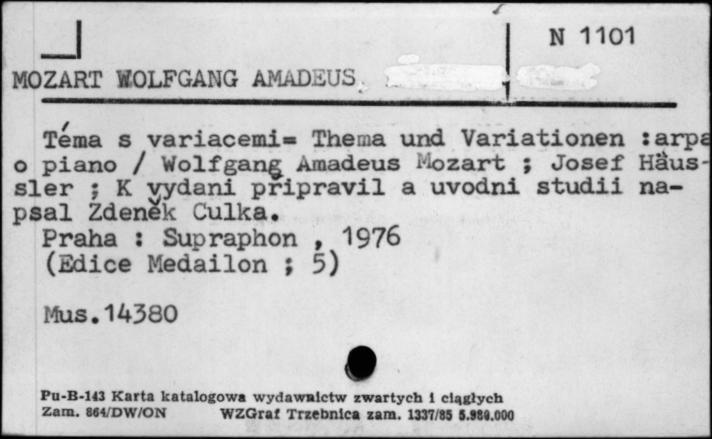 N 1101
MOZART WOLFGANG AMADEUS.
Téma s variacemi= Thema und Variationen :arpa
o piano / Wolfgang Amadeus Mozart ; Josef Häus-
sler ; K vydani připravil a uvodni studii na-
psal Zdeněk Culka.
Praha : Supraphon , 1976
(Edice Medailon ; 5)
Mus.14380
Pu-B-143 Karta katalogowa wydawnictw zwartych i ciągłych
Zam. 864/DW/ON WZGraf Trzebnica zam. 1337/85 5.980.000